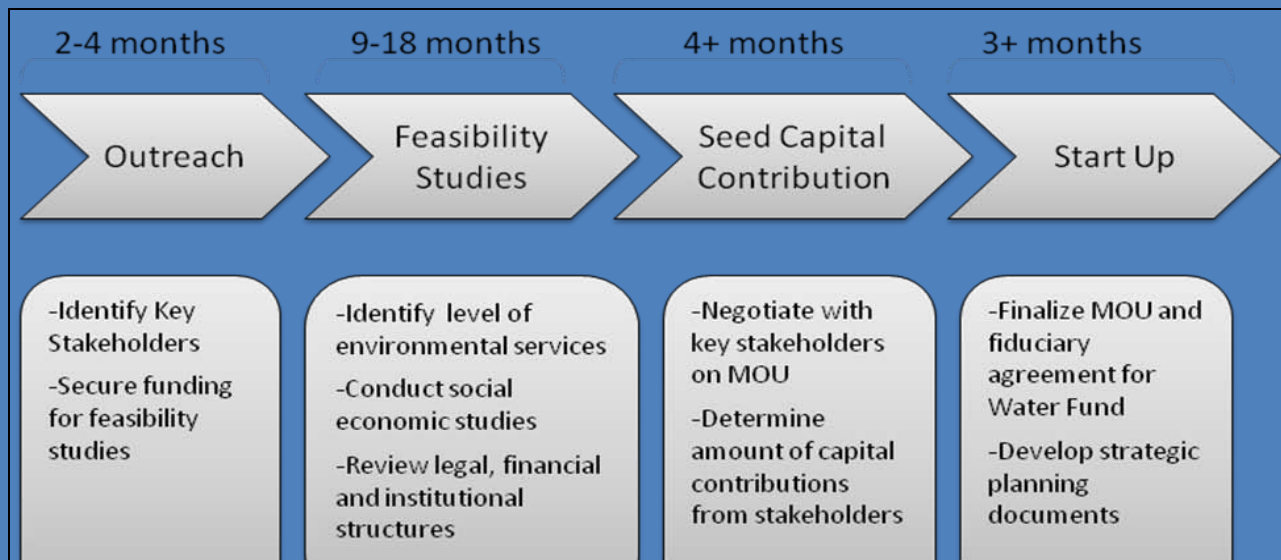 2-4 months
9-18 months
4+ months
3+ months
Outreach
Feasibility
Studies
Seed Capital
Contribution
Start Up
-Identify Key
Stakeholders
-Secure funding
for feasibility
studies
-Identify level of
environmental services
-Conduct social
economic studies
-Review legal, financial
and institutional
structures
-Negotiate with
key stakeholders
on MOU
-Determine
amount of capital
contributions
from stakeholders
-Finalize MOU and
fiduciary
agreement for
Water Fund
-Develop strategic
planning
documents